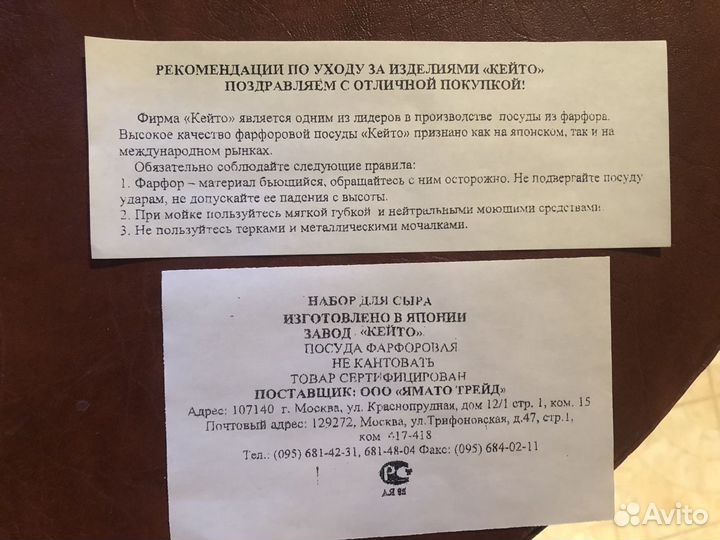 РЕКОМЕНДАЦИИ ПО УХОДУ ЗА ИЗДЕЛИЯМИ «КЕЙТО»
ПОЗДРАВЛЯЕМ С ОТЛИЧНОЙ ПОКУПКОЙ!
Фирма «Кейто» является одним из лидеров в производстве посуды из фарфора.
Высокое качество фарфоровой посуды «Кейто» признано как на японском, так и на
международном рынках.
Обязательно соблюдайте следующие правила:
1. Фарфор – материал бьющийся, обращайтесь с ним осторожно. Не подвергайте посуду
ударам, не допускайте ее падения с высоты.
2. При мойке пользуйтесь мягкой губкой и нейтральными моющими средствами.
3. Не пользуйтесь терками и металлическими мочалками.
НАБОР ДЛЯ СЫРА
ИЗГОТОВЛЕНО В ЯПОНИИ
ЗАВОД «КЕЙТО»
ПОСУДА ФАРФОРОВАЯ
НЕ КАНТОВАТЬ
ТОВАР СЕРТИФИЦИРОВАН
ПОСТАВЩИК: ООО «ЯМАТО ТРЕЙД»
Адрес: 107140 г. Москва, ул. Краснопрудная, дом 12/1 стр. 1, ком. 15
Почтовый адрес: 129272, Москва, ул.Трифоновская, д.47, стр.1,
ком 417-418
Тел.: (095) 681-42-31, 681-48-04 Факс: (095) 684-02-11
!
РС
Avito